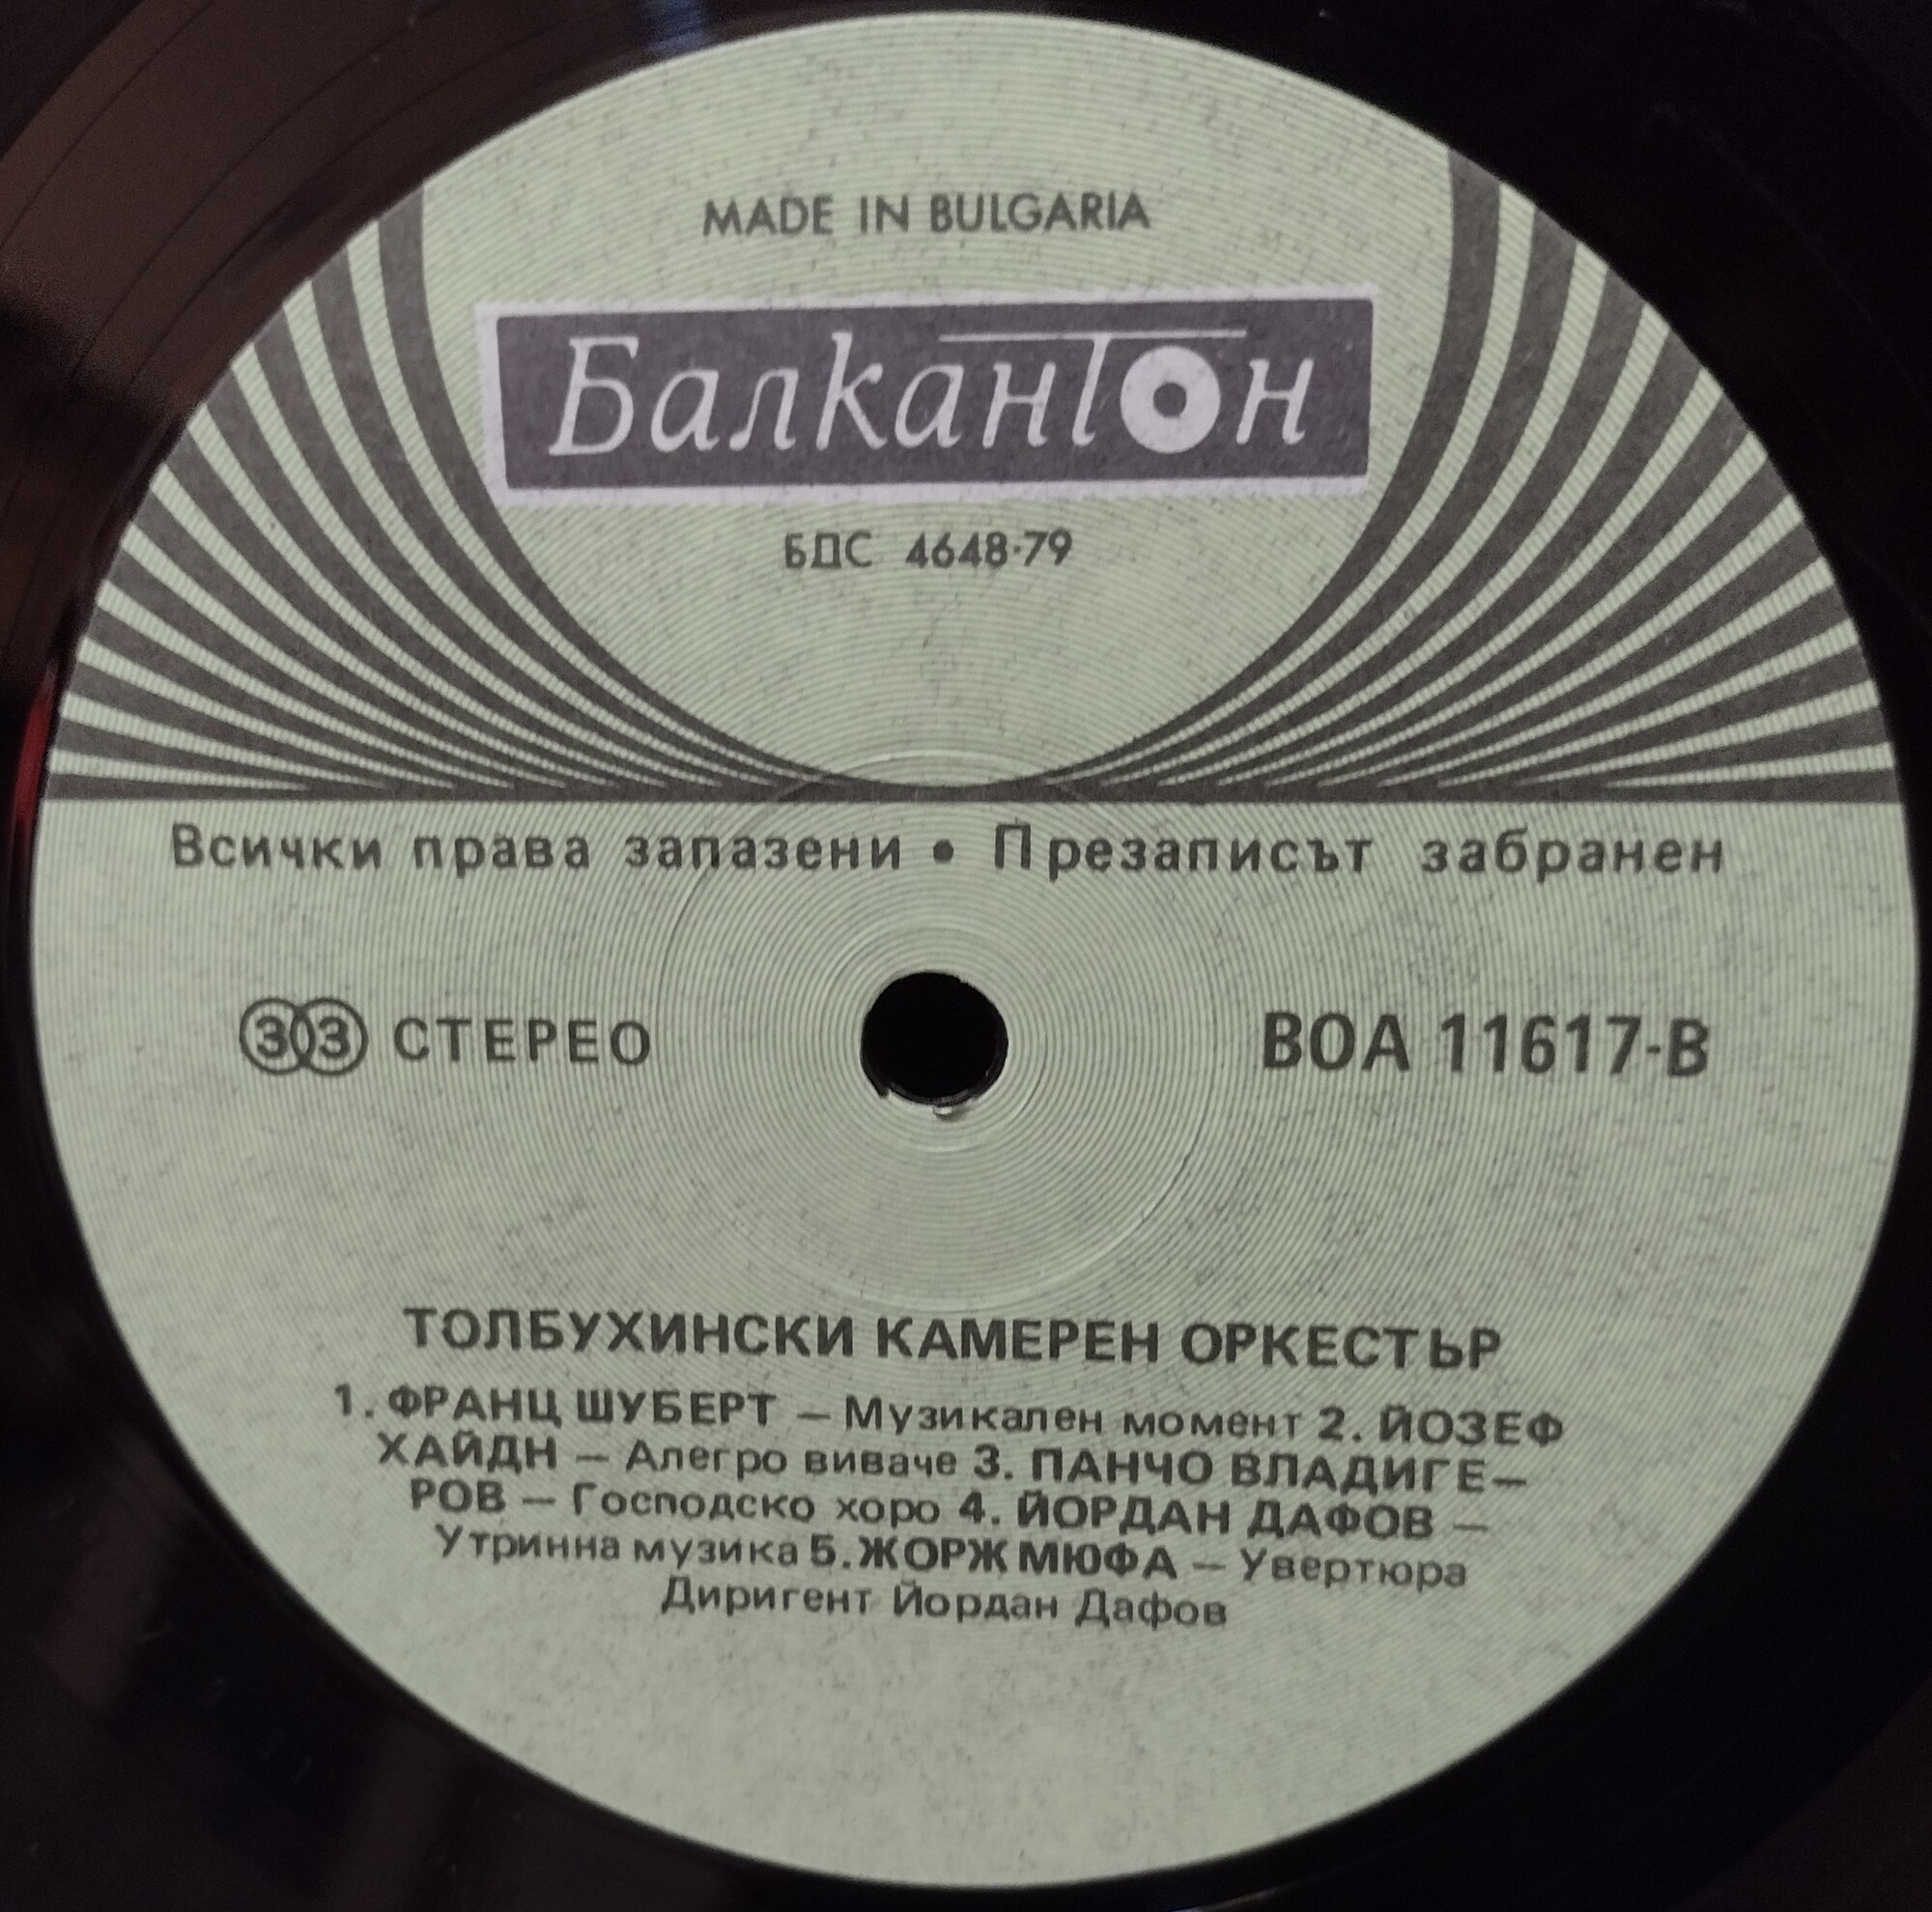 MADE IN BULGARIA
Балкантон
БДС 4648-79
Всички права запазени • Презаписът забранен
33 СТЕРЕО
ВОА 11617-В
ТОЛБУХИНСКИ КАМЕРЕН ОРКЕСТЪР
1. ФРАНЦ ШУБЕРТ — Музикален момент 2. ЙОЗЕФ
ХАЙДН — Алегро виваче 3. ПАНЧО ВЛАДИГЕ—
РОВ — Господско хоро 4. ЙОРДАН ДАФОВ —
Утринна музика 5. ЖОРЖ МЮФА — Увертюра
Диригент Йордан Дафов